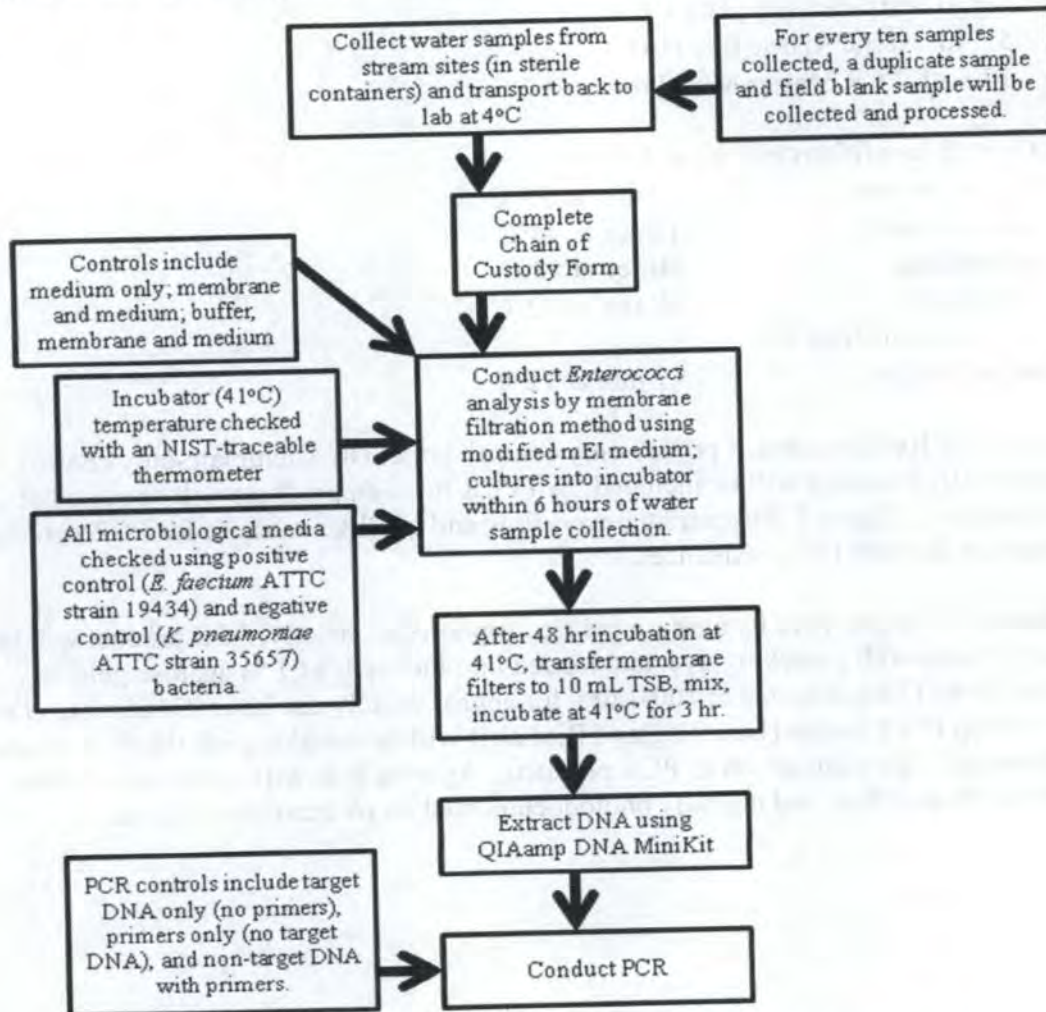 Collect water samples from
stream sites (in sterile
containers) and transport back to
lab at 4°C
For every ten samples
collected, a duplicate sample
and field blank sample will be
collected and processed.
Complete
Chain of
Custody Form
Controls include
medium only; membrane
and medium; buffer,
membrane and medium
Incubator (41°C)
temperature checked
with an NIST-traceable
thermometer
All microbiological media
checked using positive
control (E. faecium ATTC
strain 19434) and negative
control (K. pneumoniae
ATTC strain 35657)
bacteria.
Conduct Enterococci
analysis by membrane
filtration method using
modified mEI medium;
cultures into incubator
within 6 hours of water
sample collection.
After 48 hr incubation at
41°C, transfer membrane
filters to 10 mL TSB, mix,
incubate at 41°C for 3 hr.
Extract DNA using
QIAamp DNA MiniKit
PCR controls include target
DNA only (no primers),
primers only (no target
DNA), and non-target DNA
with primers.
Conduct PCR